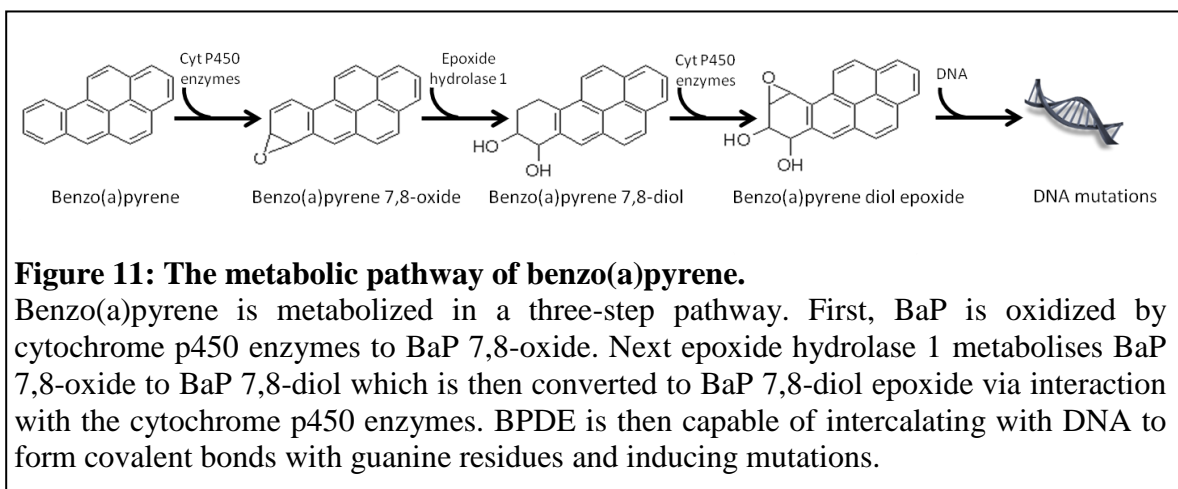 Cyt P450 enzymes
Epoxide hydrolase 1
Cyt P450 enzymes
DNA
O
HO
OH
O
HO
OH
Benzo(a)pyrene
Benzo(a)pyrene 7,8-oxide
Benzo(a)pyrene 7,8-diol
Benzo(a)pyrene diol epoxide
DNA mutations
Figure 11: The metabolic pathway of benzo(a)pyrene.
Benzo(a)pyrene is metabolized in a three-step pathway. First, BaP is oxidized by
cytochrome p450 enzymes to BaP 7,8-oxide. Next epoxide hydrolase 1 metabolises BaP
7,8-oxide to BaP 7,8-diol which is then converted to BaP 7,8-diol epoxide via interaction
with the cytochrome p450 enzymes. BPDE is then capable of intercalating with DNA to
form covalent bonds with guanine residues and inducing mutations.